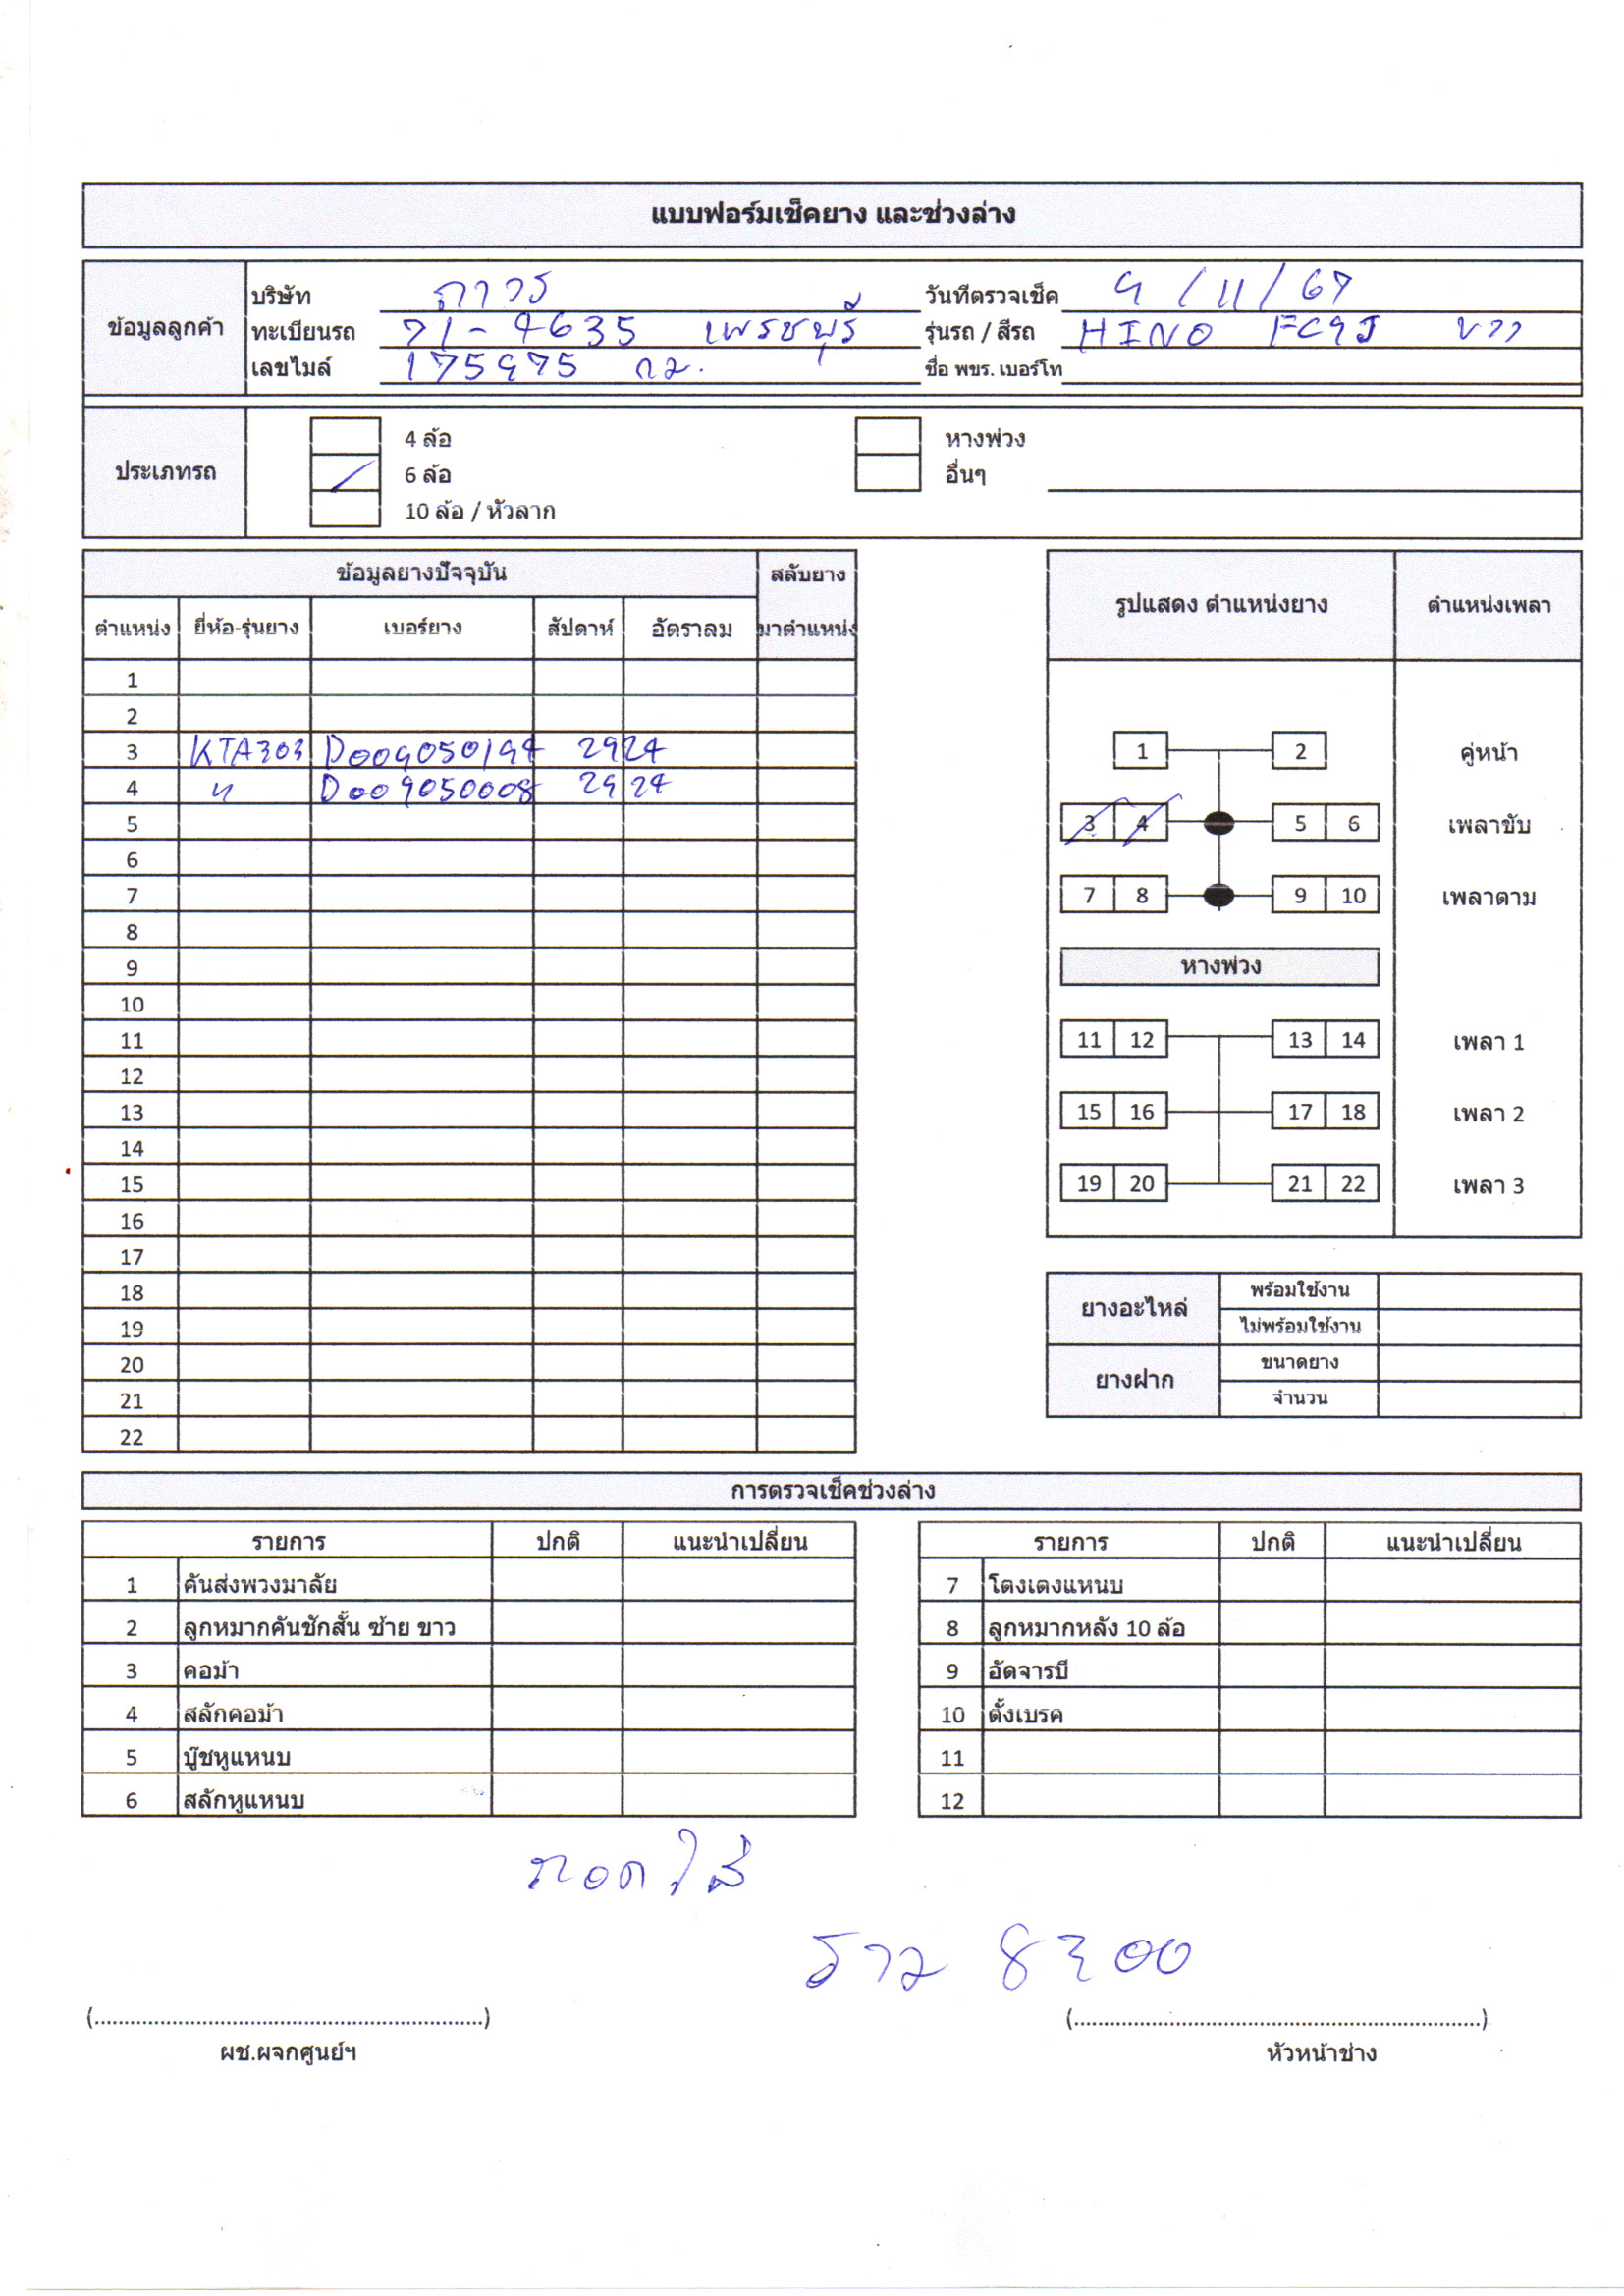 แบบฟอร์มเช็คยาง และช่วงล่าง
ข้อมูลลูกค้า
บริษัท ถาวร วันที่ตรวจเช็ค 9 / 11 / 67
ทะเบียนรถ 71-4635 เพรชบุรี รุ่นรถ / สีรถ HINO FC9J ขาว
เลขไมล์ 175975 กม. ชื่อ พขร. เบอร์โท
ประเภทรถ
4 ล้อ หางพ่วง
6 ล้อ อื่นๆ
10 ล้อ / หัวลาก
ข้อมูลยางปัจจุบัน สลับยาง
ตำแหน่ง ยี่ห้อ-รุ่นยาง เบอร์ยาง สัปดาห์ อัตราลม มาตำแหน่ง
1
2
3 KTA303 D009050194 2924
4 " D009050008 2924
5
6
7
8
9
10
11
12
13
14
15
16
17
18
19
20
21
22
รูปแสดง ตำแหน่งยาง ตำแหน่งเพลา
1 2 คู่หน้า
3 4 5 6 เพลาขับ
7 8 9 10 เพลาตาม
หางพ่วง
11 12 13 14 เพลา 1
15 16 17 18 เพลา 2
19 20 21 22 เพลา 3
ยางอะไหล่ พร้อมใช้งาน
ไม่พร้อมใช้งาน
ยางฝาก ขนาดยาง
จำนวน
การตรวจเช็คช่วงล่าง
รายการ ปกติ แนะนำเปลี่ยน รายการ ปกติ แนะนำเปลี่ยน
1 คันส่งพวงมาลัย 7 โตงเตงแหนบ
2 ลูกหมากคันชักสั้น ซ้าย ขาว 8 ลูกหมากหลัง 10 ล้อ
3 คอม้า 9 อัดจารบี
4 สลักคอม้า 10 ตั้งเบรค
5 บู๊ชหูแหนบ 11
6 สลักหูแหนบ 12
ถอดใส่
ราว 8300
(..................................................................) (......................................................................)
ผช.ผจกศูนย์ฯ หัวหน้าช่าง